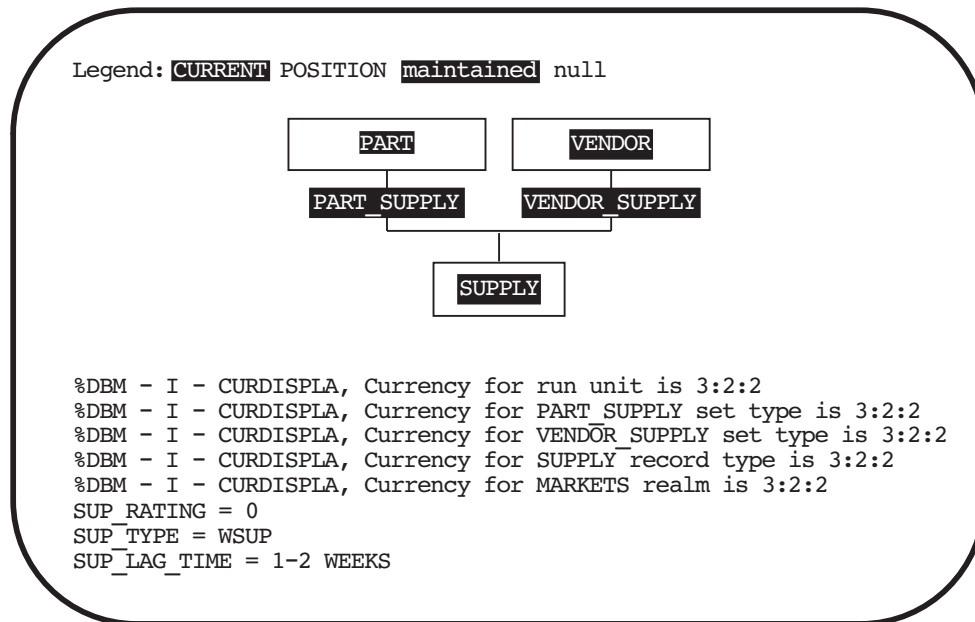 Legend: CURRENT POSITION maintained null
PART VENDOR
PART_SUPPLY VENDOR_SUPPLY
SUPPLY
%DBM - I - CURDISPLA, Currency for run unit is 3:2:2
%DBM - I - CURDISPLA, Currency for PART_SUPPLY set type is 3:2:2
%DBM - I - CURDISPLA, Currency for VENDOR_SUPPLY set type is 3:2:2
%DBM - I - CURDISPLA, Currency for SUPPLY record type is 3:2:2
%DBM - I - CURDISPLA, Currency for MARKETS realm is 3:2:2
SUP_RATING = 0
SUP_TYPE = WSUP
SUP_LAG_TIME = 1-2 WEEKS